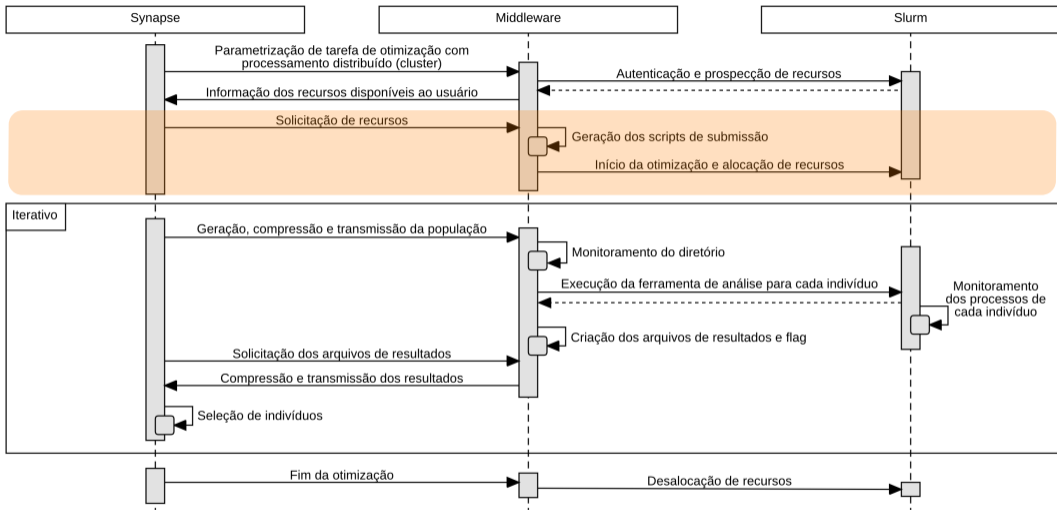 Synapse
Middleware
Slurm
Parametrização de tarefa de otimização com
processamento distribuído (cluster)
Autenticação e prospecção de recursos
Informação dos recursos disponíveis ao usuário
Solicitação de recursos
Geração dos scripts de submissão
Início da otimização e alocação de recursos
Iterativo
Geração, compressão e transmissão da população
Monitoramento do diretório
Execução da ferramenta de análise para cada indivíduo
Monitoramento
dos processos de
cada indivíduo
Criação dos arquivos de resultados e flag
Solicitação dos arquivos de resultados
Compressão e transmissão dos resultados
Seleção de indivíduos
Fim da otimização
Desalocação de recursos